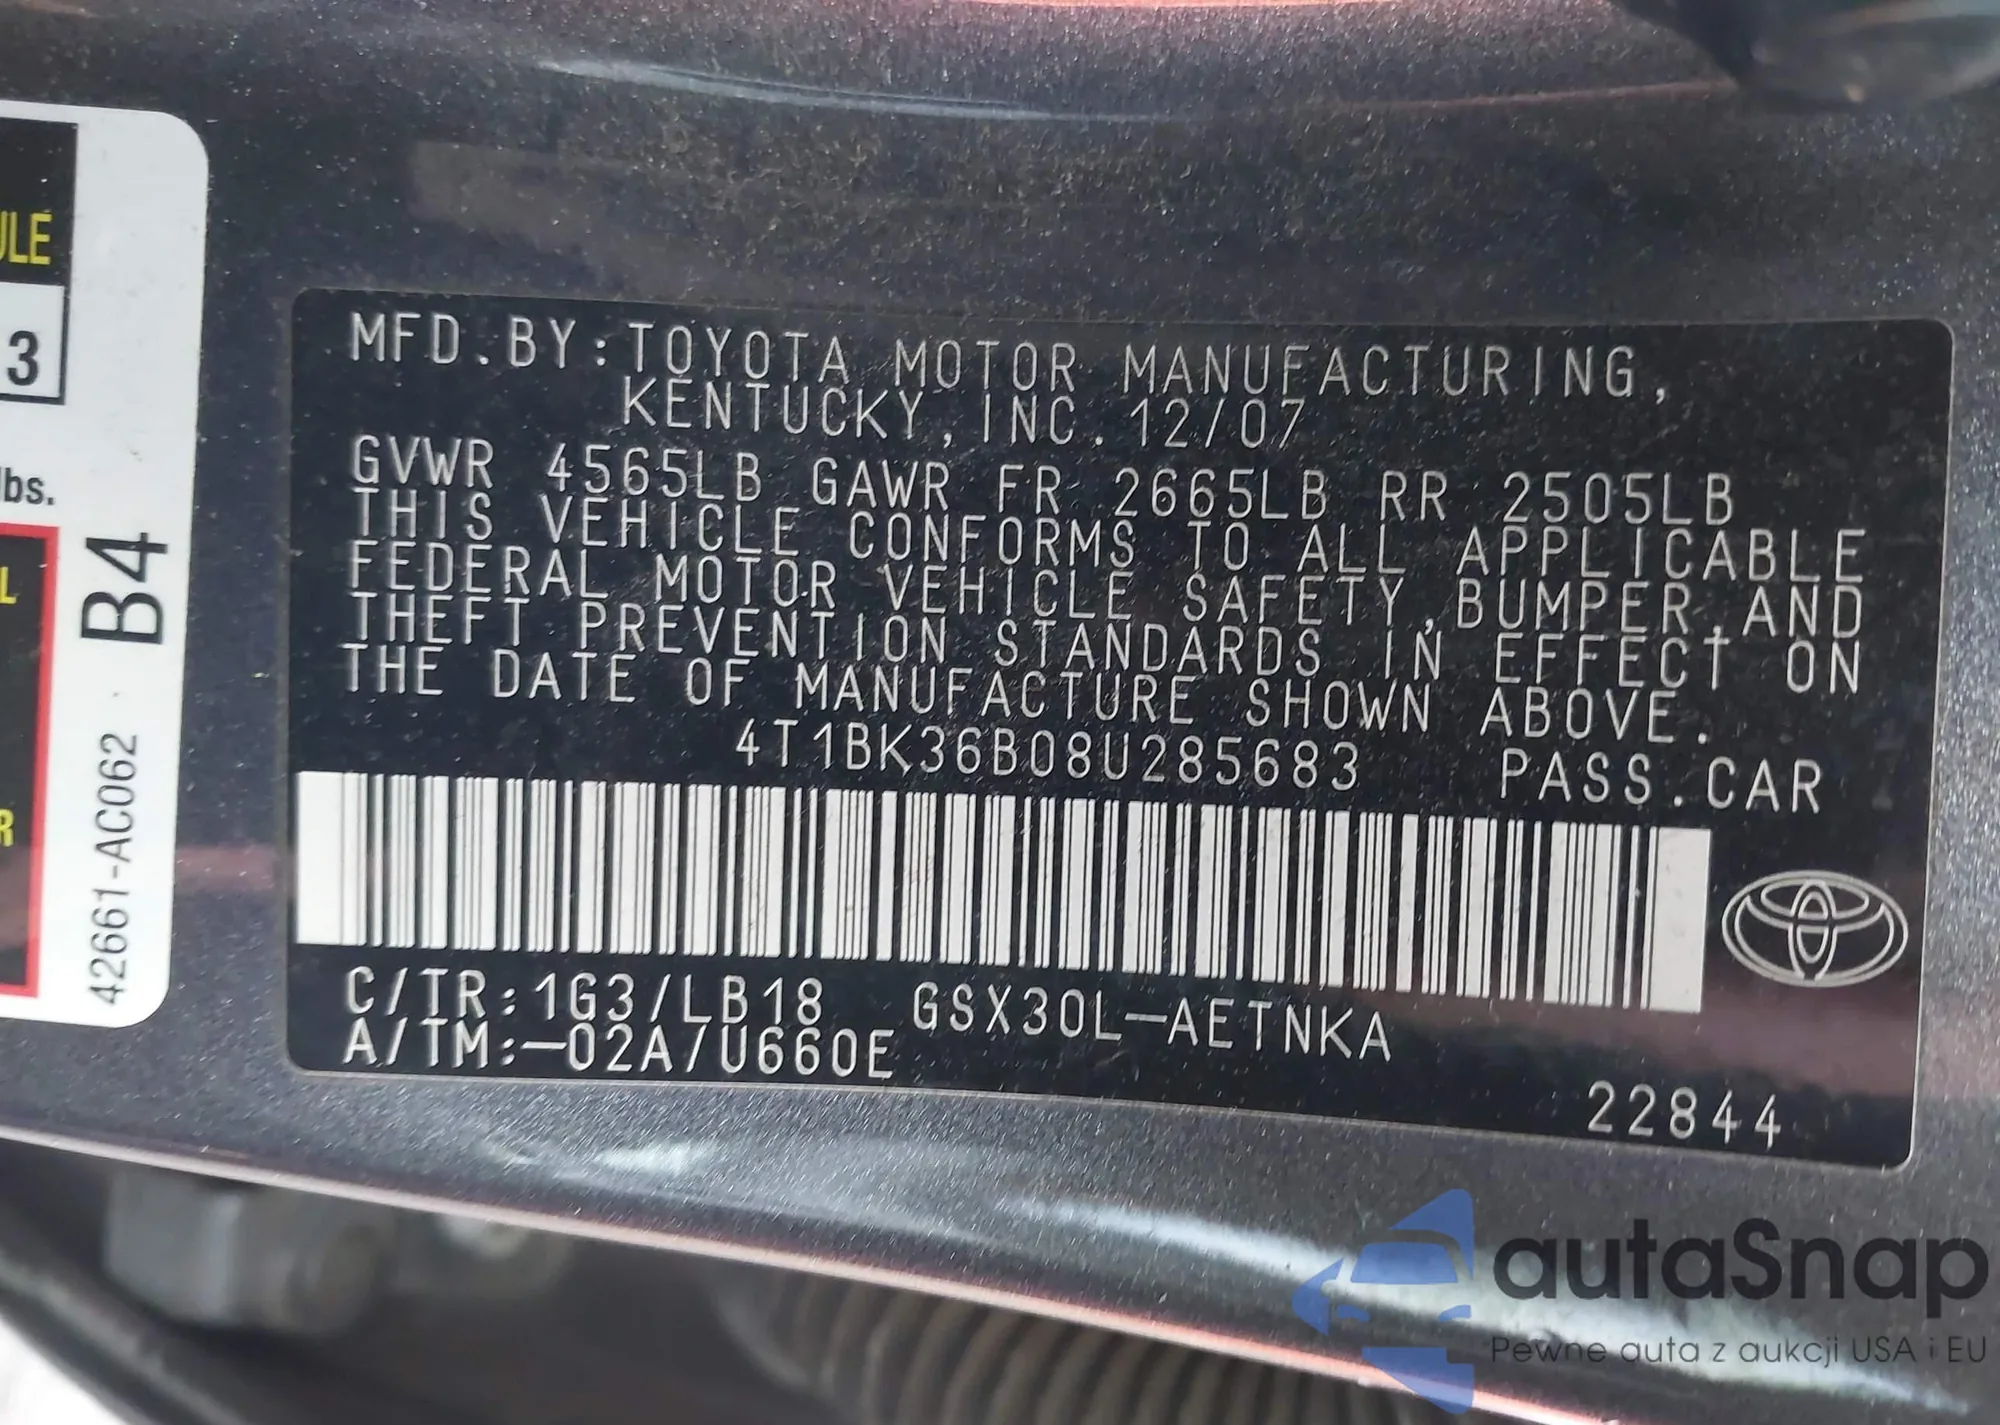 ULE
3
lbs.
L
R
42661-AC062 B4
MFD.BY:TOYOTA MOTOR MANUFACTURING,
KENTUCKY,INC. 12/07
GVWR 4565LB GAWR FR 2665LB RR 2505LB
THIS VEHICLE CONFORMS TO ALL APPLICABLE
FEDERAL MOTOR VEHICLE SAFETY,BUMPER,AND
THEFT PREVENTION STANDARDS IN EFFECT ON
THE DATE OF MANUFACTURE SHOWN ABOVE.
4T1BK36B08U285683 PASS.CAR
C/TR:1G3/LB18 GSX30L-AETNKA
A/TM:-02A/U660E
22844
autaSnap
Pewne auta z aukcji USA i EU